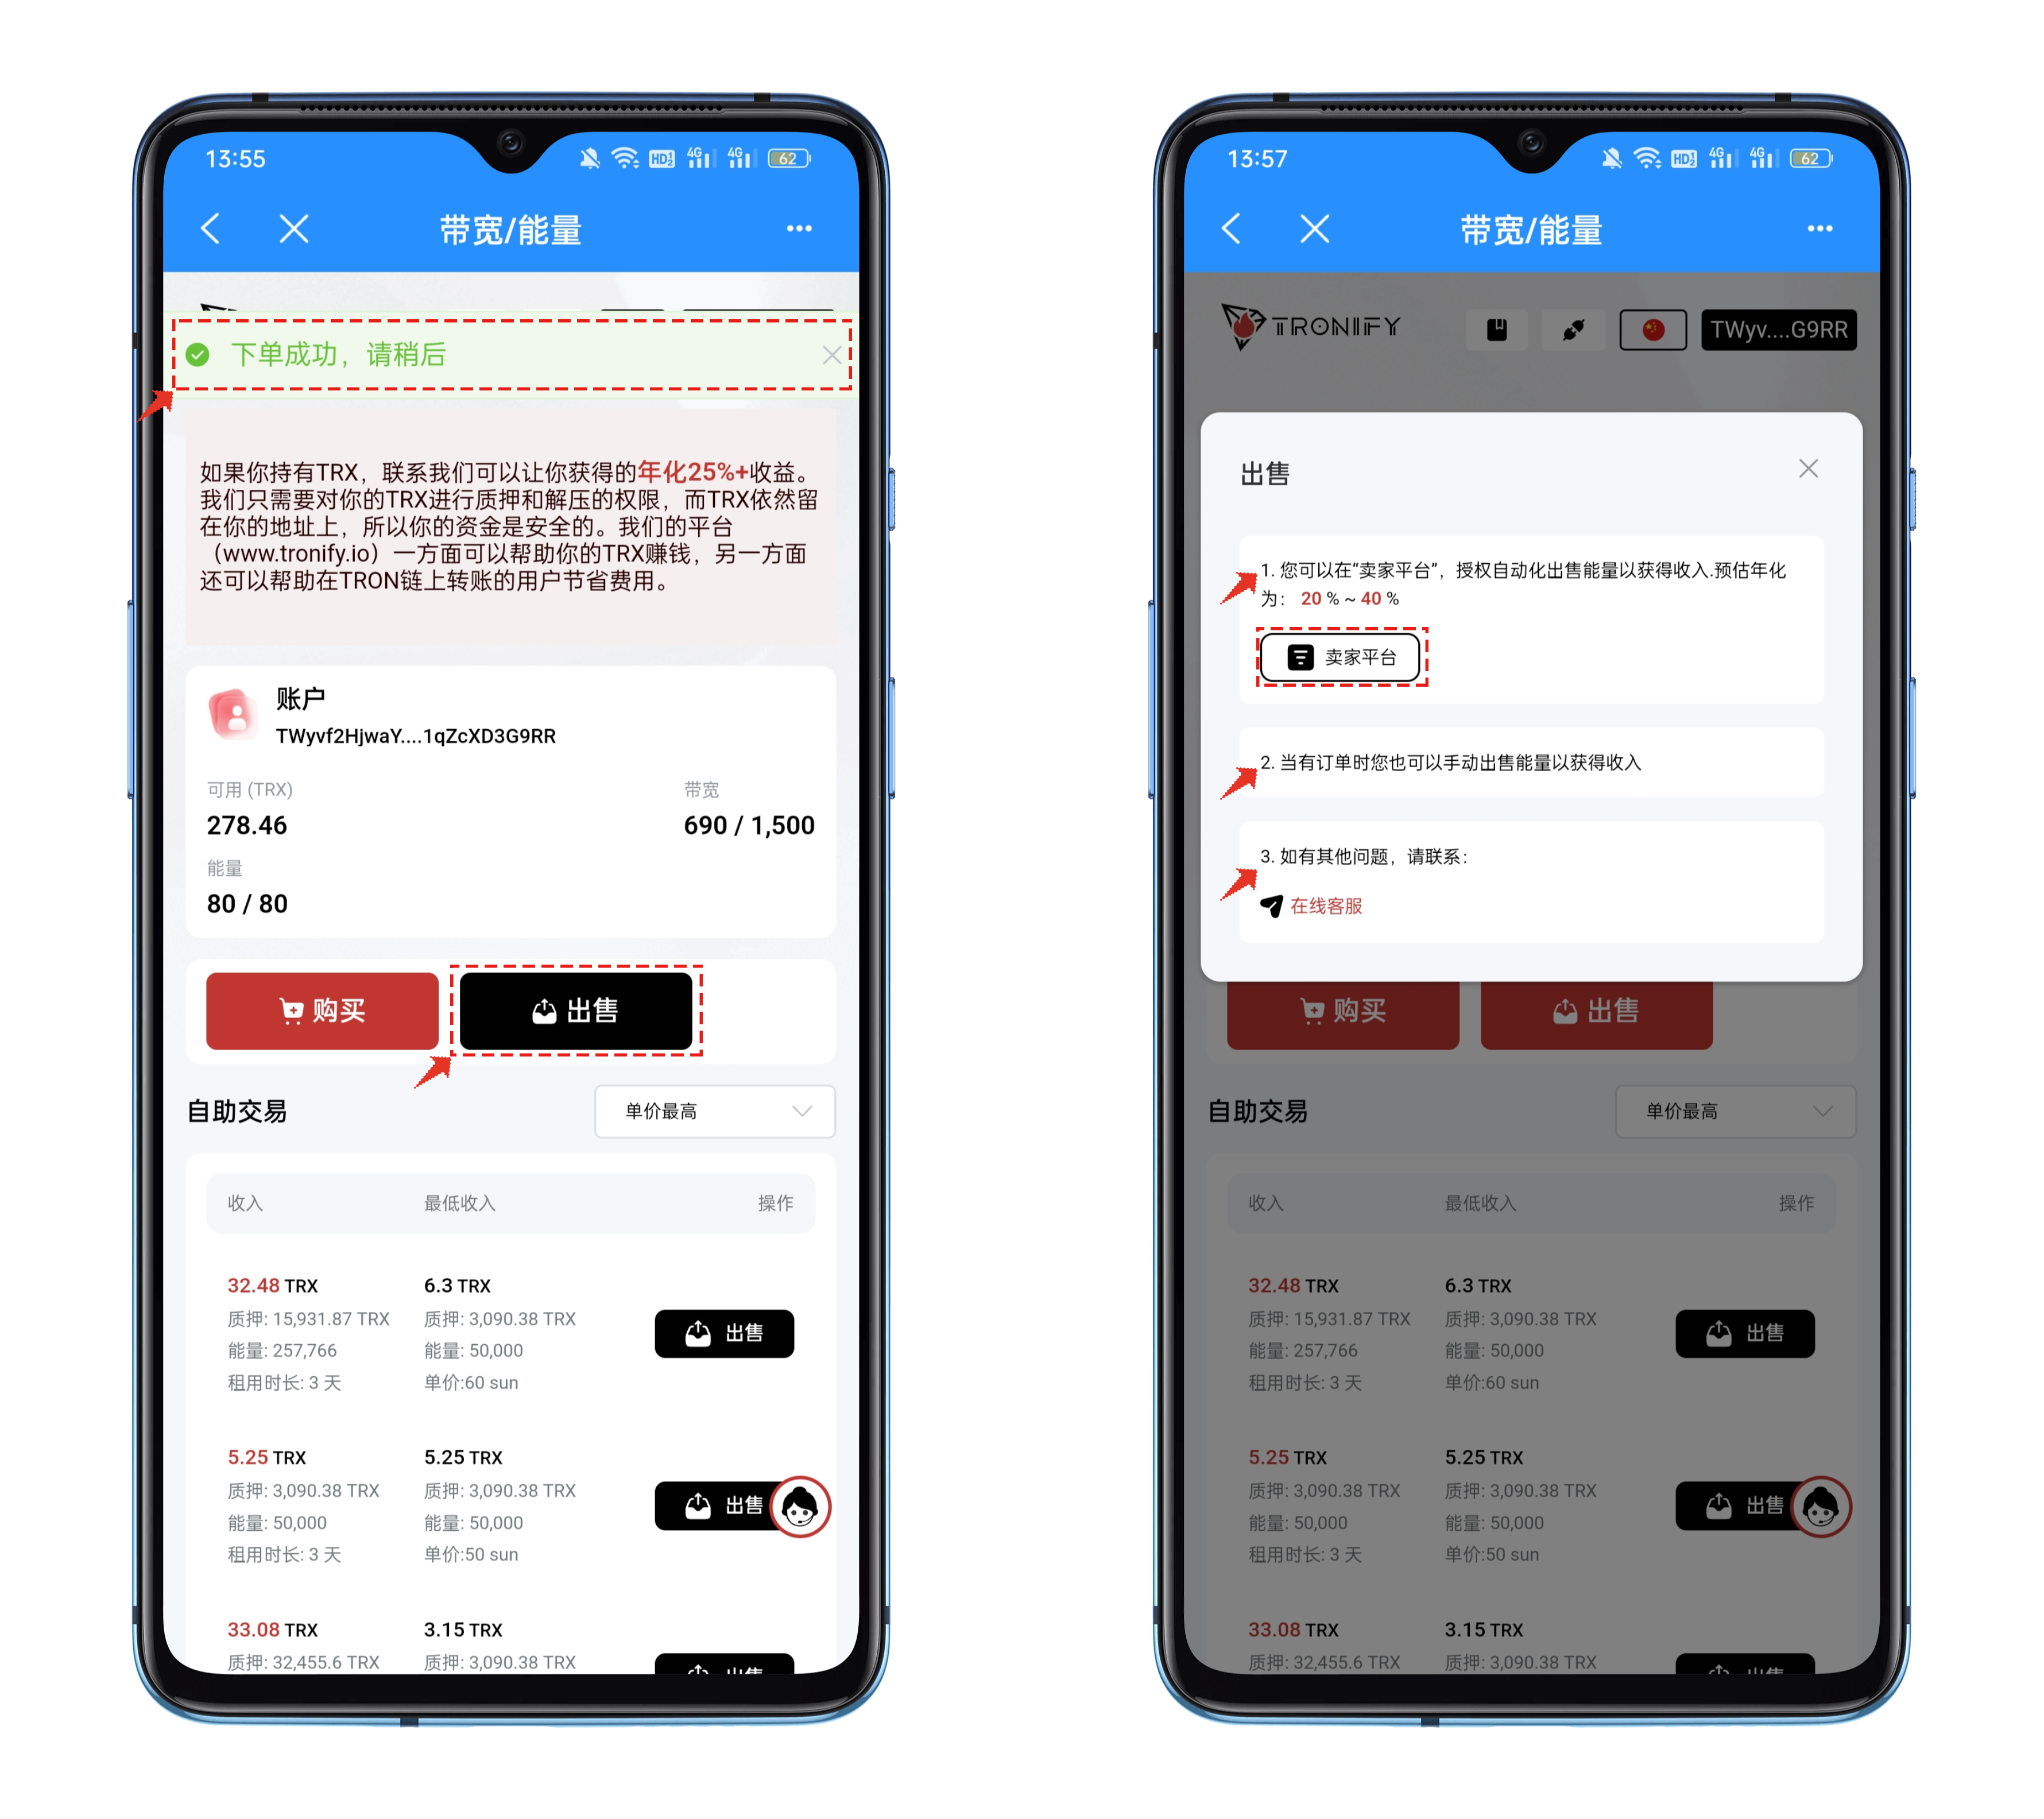 13:55
HD 4G 4G 62
带宽/能量
下单成功，请稍后
如果你持有TRX，联系我们可以让你获得的年化25%+收益。
我们只需要对你的TRX进行质押和解压的权限，而TRX依然留
在你的地址上，所以你的资金是安全的。我们的平台
（www.tronify.io）一方面可以帮助你的TRX赚钱，另一方面
还可以帮助在TRON链上转账的用户节省费用。
账户
TWyvf2HjwaY....1qZcXD3G9RR
可用 (TRX) 带宽
278.46 690 / 1,500
能量
80 / 80
购买 出售
自助交易 单价最高
收入 最低收入 操作
32.48 TRX 6.3 TRX
质押: 15,931.87 TRX 质押: 3,090.38 TRX 出售
能量: 257,766 能量: 50,000
租用时长: 3 天 单价:60 sun
5.25 TRX 5.25 TRX
质押: 3,090.38 TRX 质押: 3,090.38 TRX 出售
能量: 50,000 能量: 50,000
租用时长: 3 天 单价:50 sun
33.08 TRX 3.15 TRX
质押: 32,455.6 TRX 质押: 3,090.38 TRX 出售
13:57
HD 4G 4G 62
带宽/能量
TRONIFY TWyv....G9RR
出售
1. 您可以在“卖家平台”，授权自动化出售能量以获得收入.预估年化
为： 20 % ~ 40 %
卖家平台
2. 当有订单时您也可以手动出售能量以获得收入
3. 如有其他问题，请联系：
在线客服
购买 出售
自助交易 单价最高
收入 最低收入 操作
32.48 TRX 6.3 TRX
质押: 15,931.87 TRX 质押: 3,090.38 TRX 出售
能量: 257,766 能量: 50,000
租用时长: 3 天 单价:60 sun
5.25 TRX 5.25 TRX
质押: 3,090.38 TRX 质押: 3,090.38 TRX 出售
能量: 50,000 能量: 50,000
租用时长: 3 天 单价:50 sun
33.08 TRX 3.15 TRX
质押: 32,455.6 TRX 质押: 3,090.38 TRX 出售